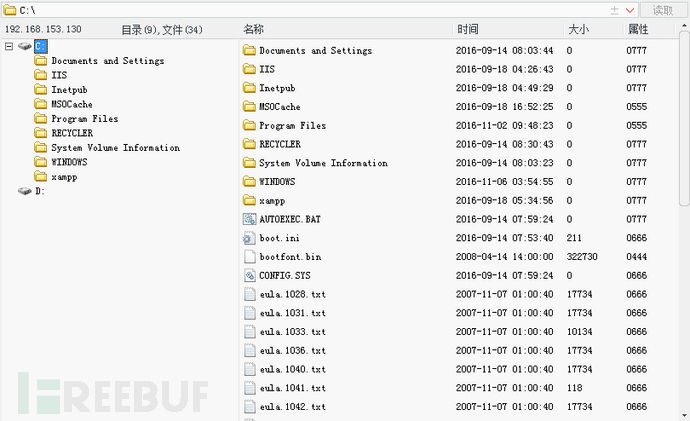 C:\ 读取
192.168.153.130 目录(9),文件(34) 名称 时间 大小 属性
C:
Documents and Settings
IIS
Inetpub
MSOCache
Program Files
RECYCLER
System Volume Information
WINDOWS
xampp
D:
Documents and Settings 2016-09-14 08:03:44 0 0777
IIS 2016-09-18 04:26:43 0 0777
Inetpub 2016-09-18 04:49:29 0 0777
MSOCache 2016-09-18 16:52:25 0 0555
Program Files 2016-11-02 09:48:23 0 0555
RECYCLER 2016-09-14 08:30:43 0 0777
System Volume Information 2016-09-14 08:03:23 0 0777
WINDOWS 2016-11-06 03:54:55 0 0777
xampp 2016-09-18 05:34:56 0 0777
AUTOEXEC.BAT 2016-09-14 07:59:24 0 0777
boot.ini 2016-09-14 07:53:40 211 0666
bootfont.bin 2008-04-14 14:00:00 322730 0444
CONFIG.SYS 2016-09-14 07:59:24 0 0666
eula.1028.txt 2007-11-07 01:00:40 17734 0666
eula.1031.txt 2007-11-07 01:00:40 17734 0666
eula.1033.txt 2007-11-07 01:00:40 10134 0666
eula.1036.txt 2007-11-07 01:00:40 17734 0666
eula.1040.txt 2007-11-07 01:00:40 17734 0666
eula.1041.txt 2007-11-07 01:00:40 118 0666
eula.1042.txt 2007-11-07 01:00:40 17734 0666
FREEBUF